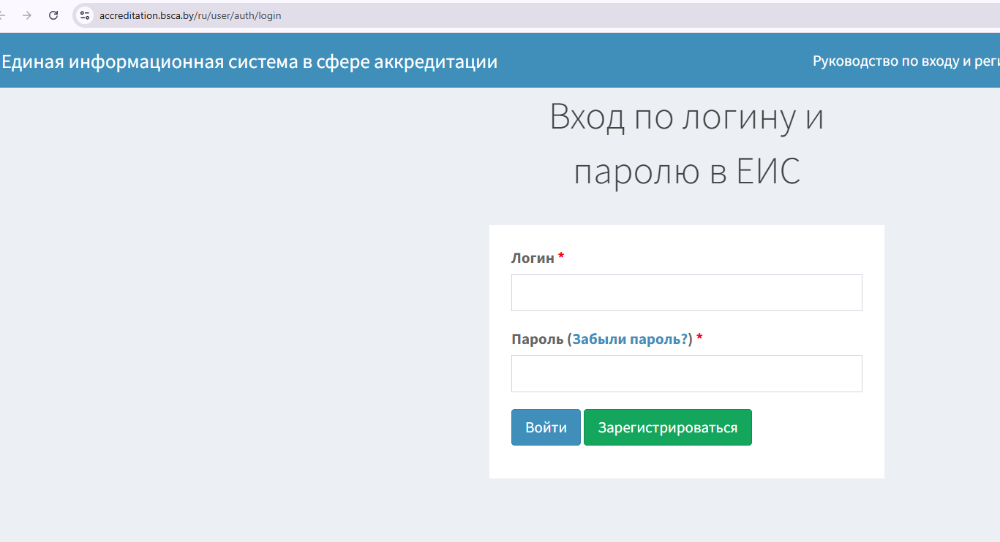 accreditation.bsca.by/ru/user/auth/login
Единая информационная система в сфере аккредитации
Руководство по входу и реги
Вход по логину и
паролю в ЕИС
Логин *
Пароль (Забыли пароль?) *
Войти
Зарегистрироваться